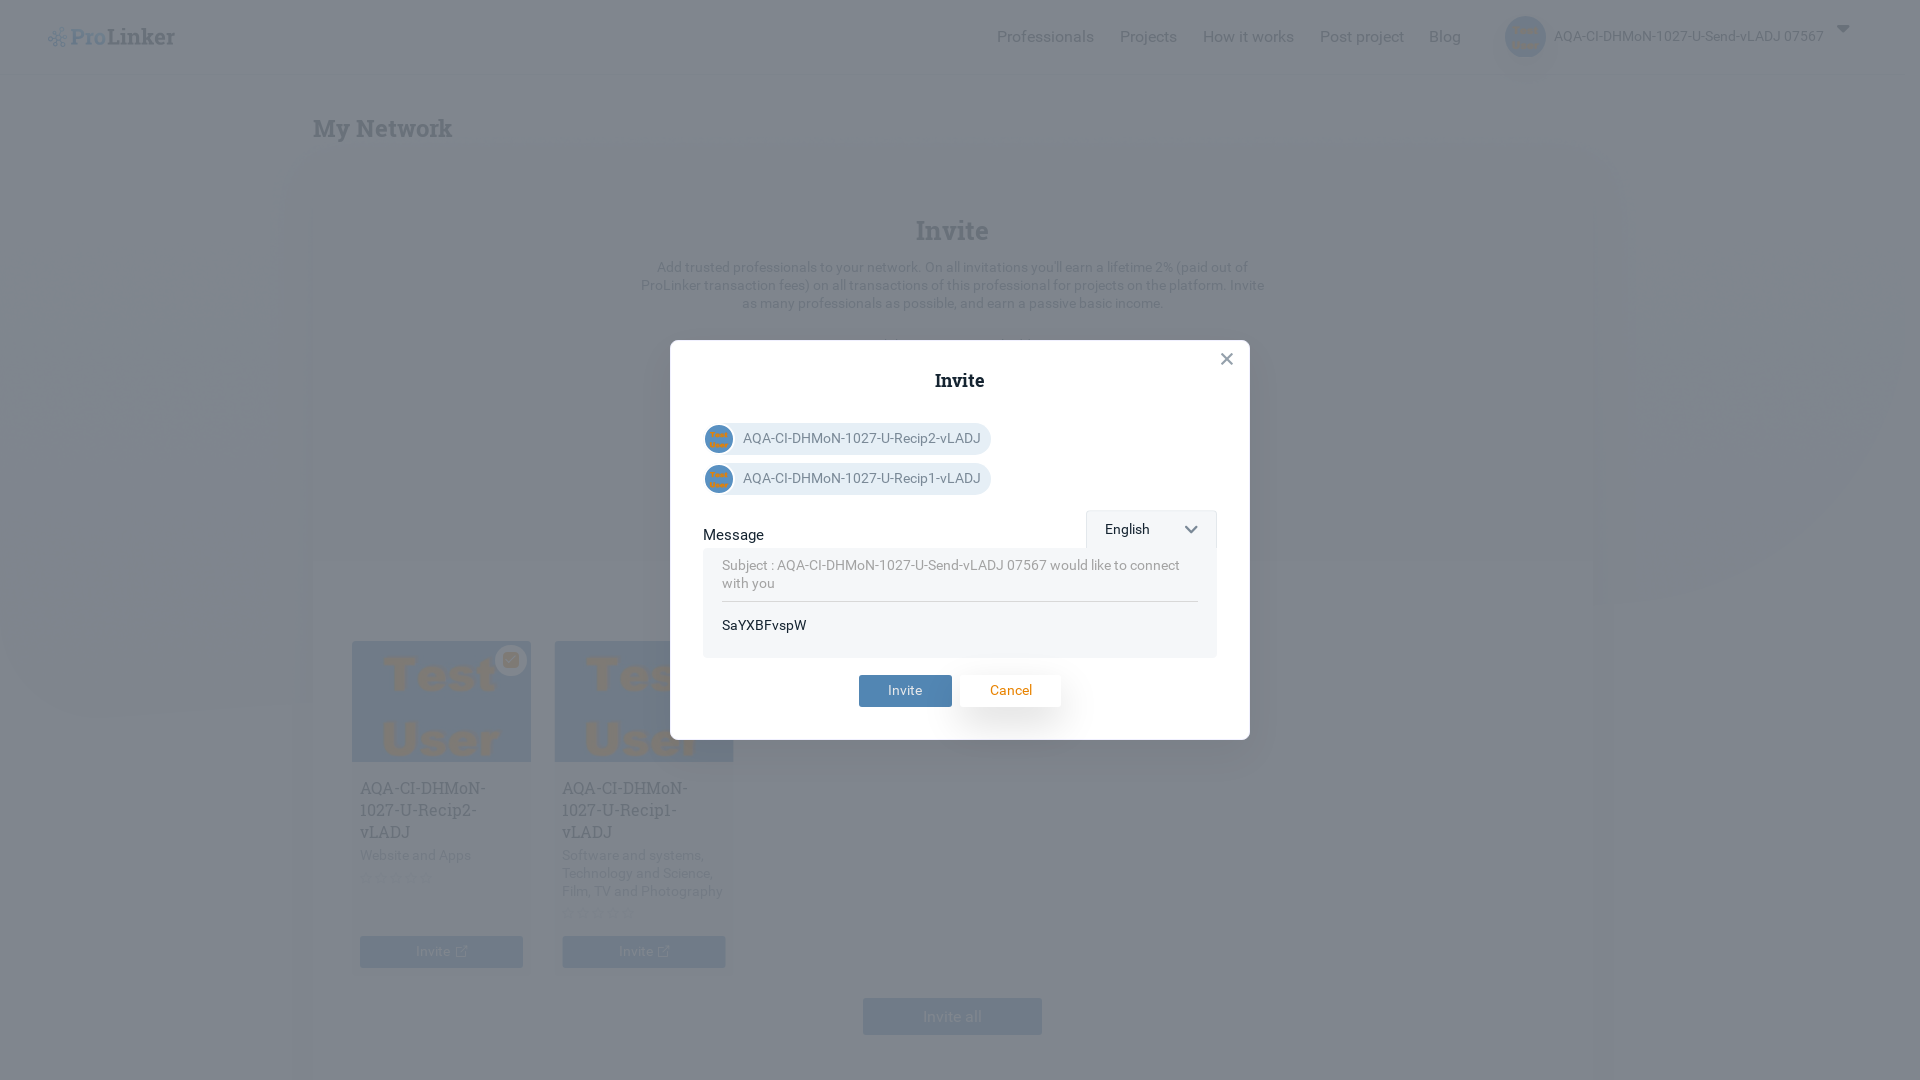 ProLinker
Professionals
Projects
How it works
Post project
Blog
AQA-CI-DHMoN-1027-U-Send-vLADJ 07567
My Network
Invite
Add trusted professionals to your network. On all invitations you'll earn a lifetime 2% (paid out of
ProLinker transaction fees) on all transactions of this professional for projects on the platform. Invite
as many professionals as possible, and earn a passive basic income.
Invite
Test
User
AQA-CI-DHMoN-1027-U-Recip2-vLADJ
Test
User
AQA-CI-DHMoN-1027-U-Recip1-vLADJ
Message
English
Subject : AQA-CI-DHMoN-1027-U-Send-vLADJ 07567 would like to connect
with you
SaYXBFvspW
Invite
Cancel
Test
User
AQA-CI-DHMoN-
1027-U-Recip2-
vLADJ
Website and Apps
Invite
Test
User
AQA-CI-DHMoN-
1027-U-Recip1-
vLADJ
Software and systems,
Technology and Science,
Film, TV and Photography
Invite
Invite all